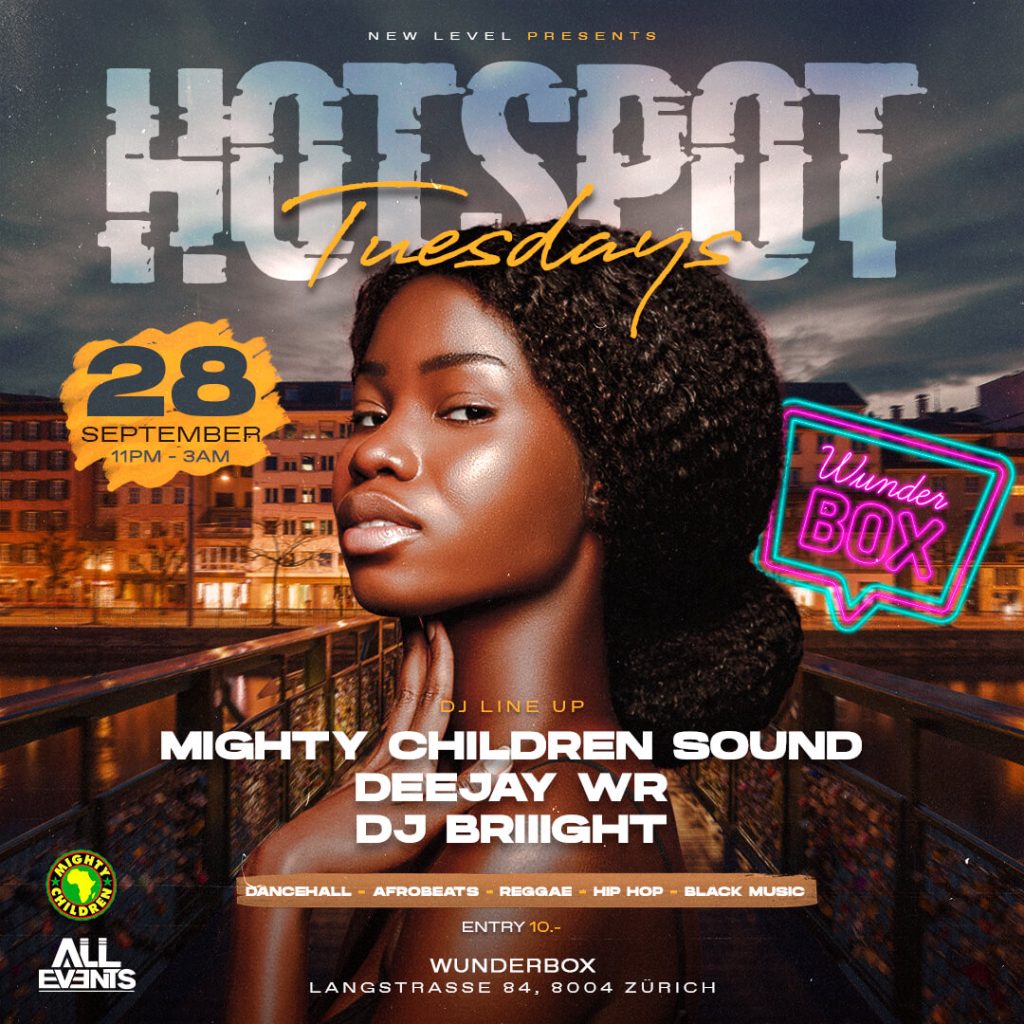 NEW LEVEL PRESENTS
HOTSPOT
Tuesdays
28
SEPTEMBER
11PM - 3AM
Wunder
BOX
DJ LINE UP
MIGHTY CHILDREN SOUND
DEEJAY WR
DJ BRIIIGHT
MIGHTY
CHILDREN
DANCEHALL - AFROBEATS - REGGAE - HIP HOP - BLACK MUSIC
ENTRY 10.-
ALL
EVENTS
WUNDERBOX
LANGSTRASSE 84, 8004 ZÜRICH